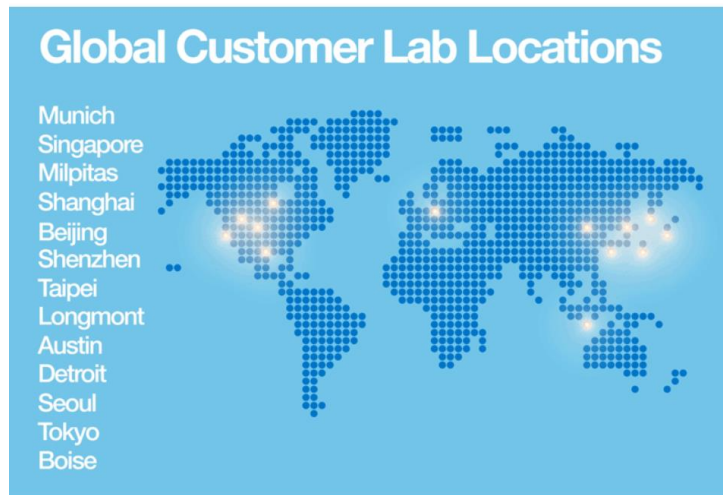 Global Customer Lab Locations
Munich
Singapore
Milpitas
Shanghai
Beijing
Shenzhen
Taipei
Longmont
Austin
Detroit
Seoul
Tokyo
Boise